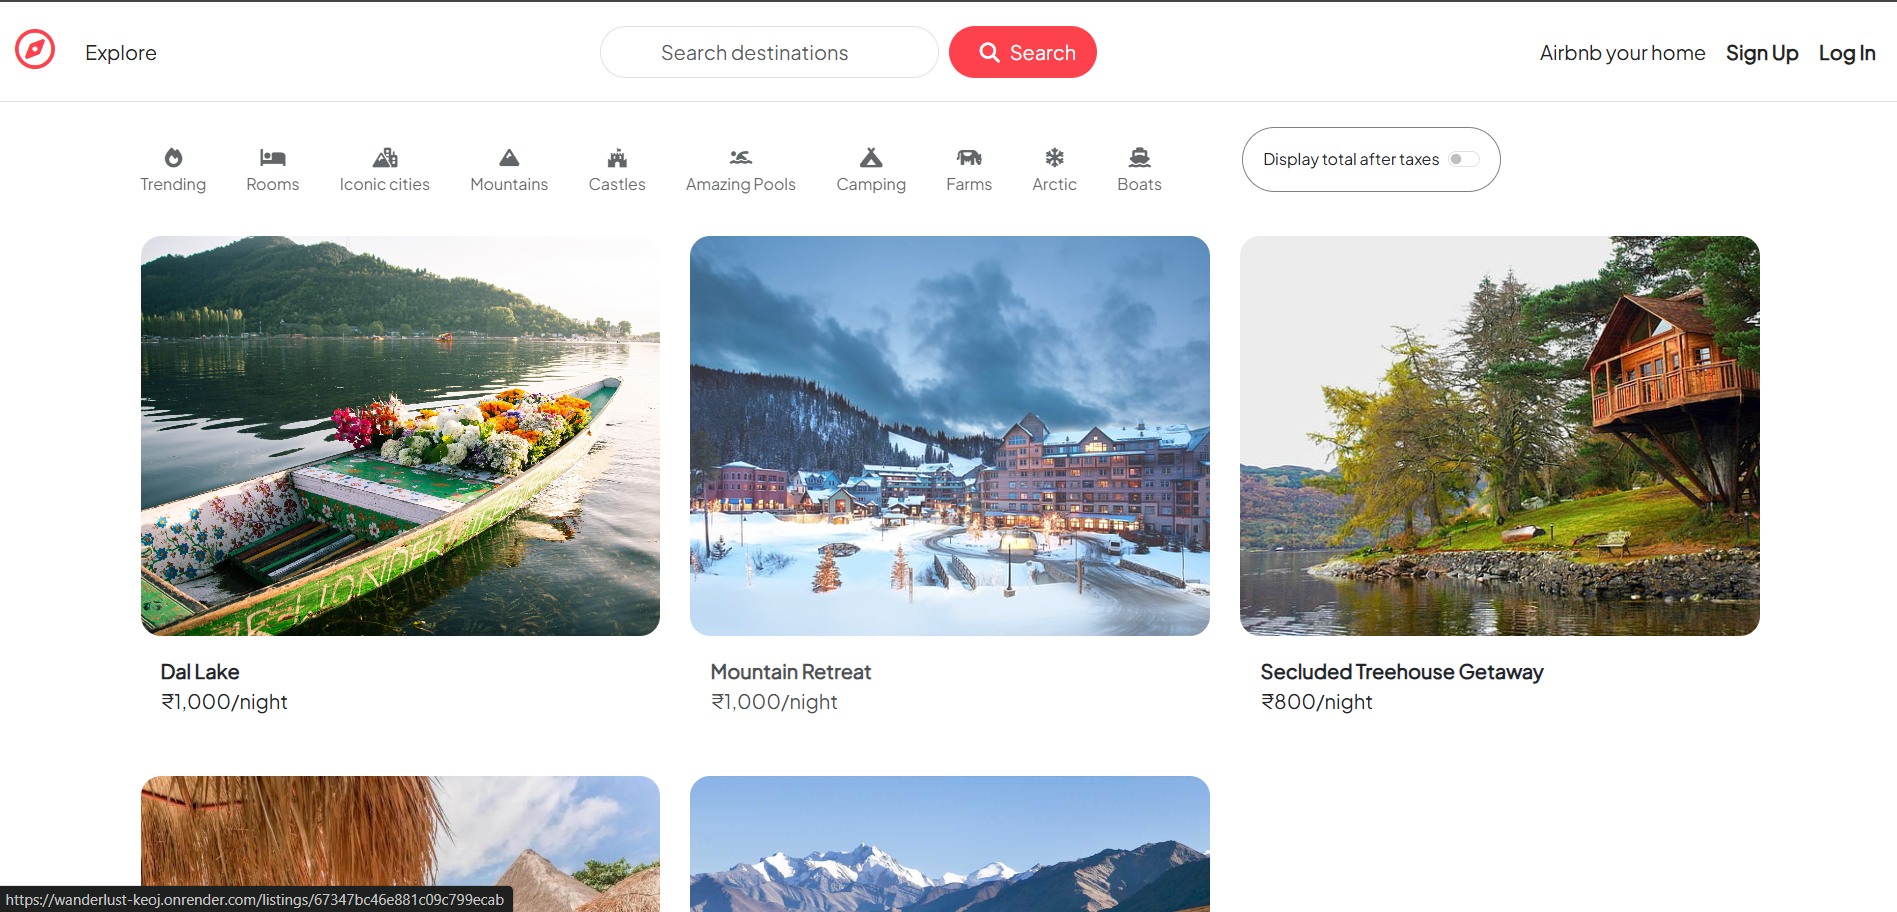 Explore
Search destinations
Search
Airbnb your home
Sign Up
Log In
Trending
Rooms
Iconic cities
Mountains
Castles
Amazing Pools
Camping
Farms
Arctic
Boats
Display total after taxes
Dal Lake
₹1,000/night
Mountain Retreat
₹1,000/night
Secluded Treehouse Getaway
₹800/night
https://wanderlust-keoj.onrender.com/listings/67347bc46e881c09c799ecab